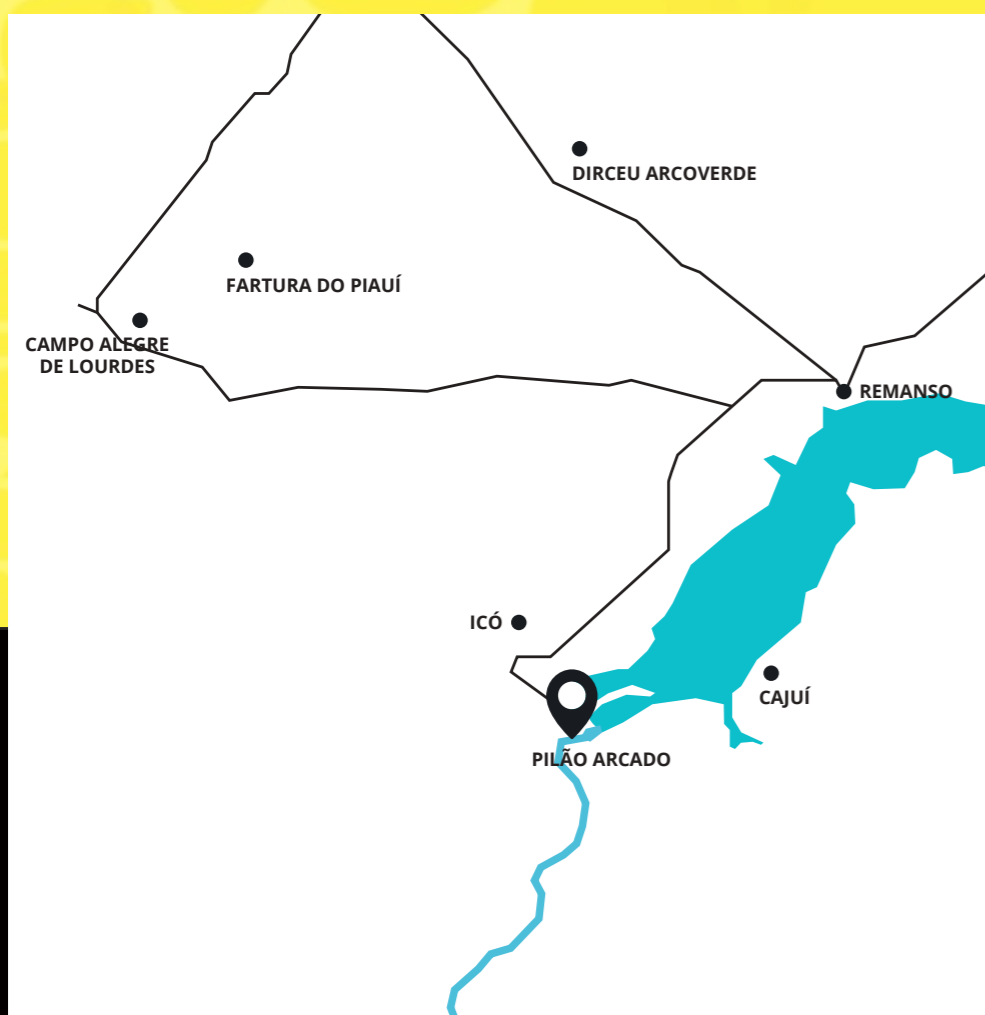 DIRCEU ARCOVERDE
FARTURA DO PIAUÍ
CAMPO ALEGRE
DE LOURDES
REMANSO
ICÓ
CAJUÍ
PILÃO ARCADO